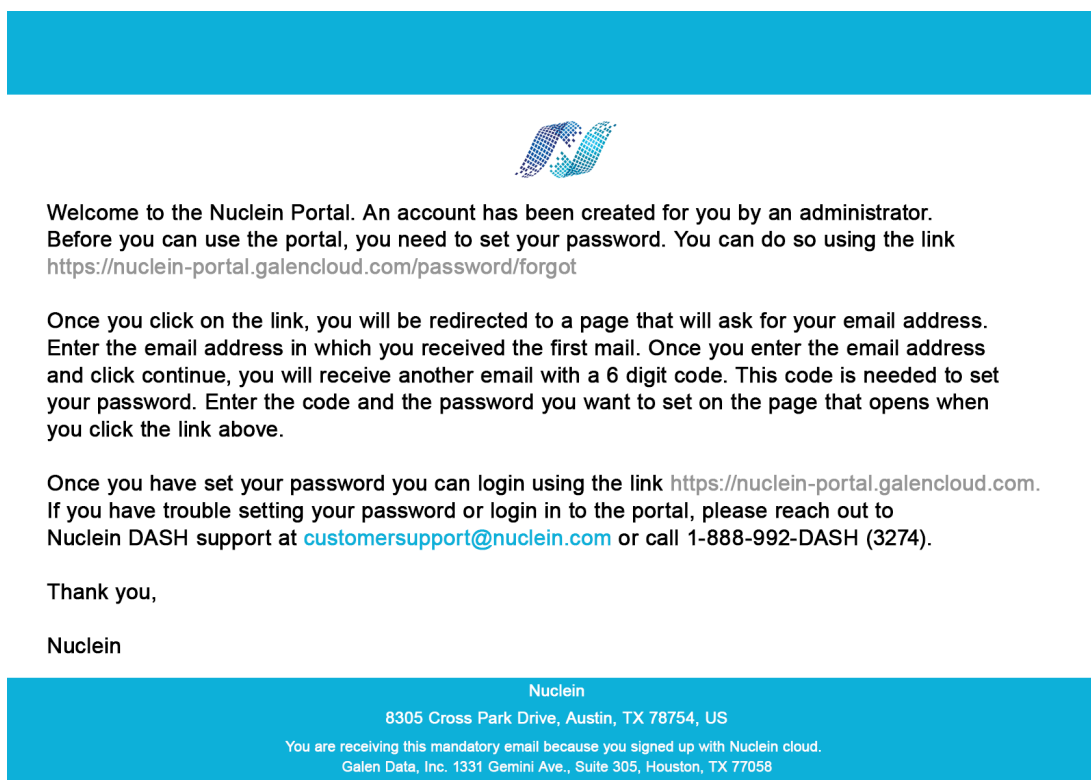 Welcome to the Nuclein Portal. An account has been created for you by an administrator.
Before you can use the portal, you need to set your password. You can do so using the link
https://nuclein-portal.galencloud.com/password/forgot
Once you click on the link, you will be redirected to a page that will ask for your email address.
Enter the email address in which you received the first mail. Once you enter the email address
and click continue, you will receive another email with a 6 digit code. This code is needed to set
your password. Enter the code and the password you want to set on the page that opens when
you click the link above.
Once you have set your password you can login using the link https://nuclein-portal.galencloud.com.
If you have trouble setting your password or login in to the portal, please reach out to
Nuclein DASH support at customersupport@nuclein.com or call 1-888-992-DASH (3274).
Thank you,
Nuclein
Nuclein
8305 Cross Park Drive, Austin, TX 78754, US
You are receiving this mandatory email because you signed up with Nuclein cloud.
Galen Data, Inc. 1331 Gemini Ave., Suite 305, Houston, TX 77058